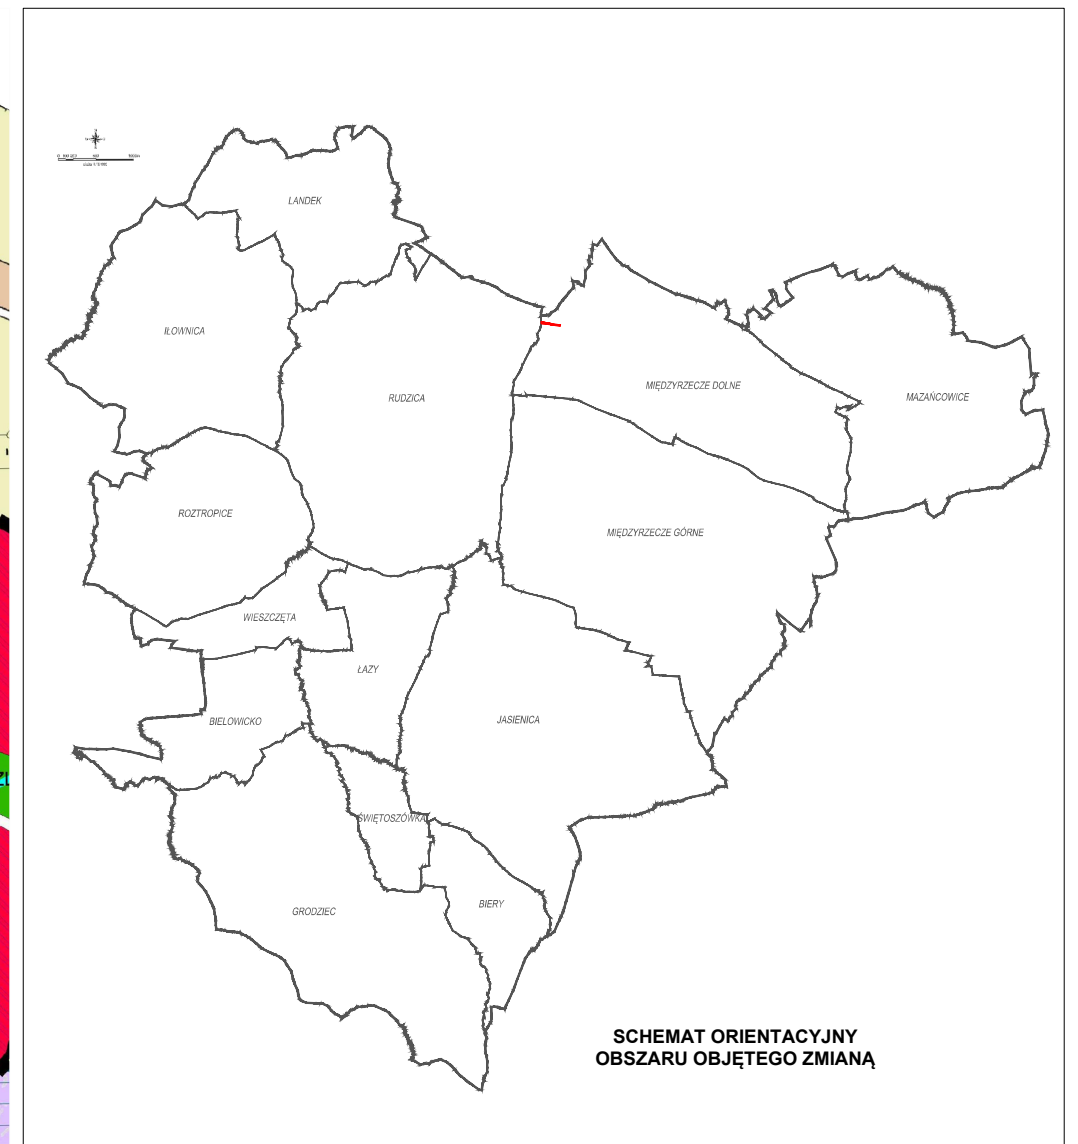 LANDEK
IŁOWNICA
RUDZICA
MIĘDZYRZECZE DOLNE
MAZAŃCOWICE
ROZTROPICE
MIĘDZYRZECZE GÓRNE
WIESZCZĘTA
ŁAZY
BIELOWICKO
JASIENICA
ŚWIĘTOSZÓWKA
BIERY
GRODZIEC
SCHEMAT ORIENTACYJNY
OBSZARU OBJĘTEGO ZMIANĄ